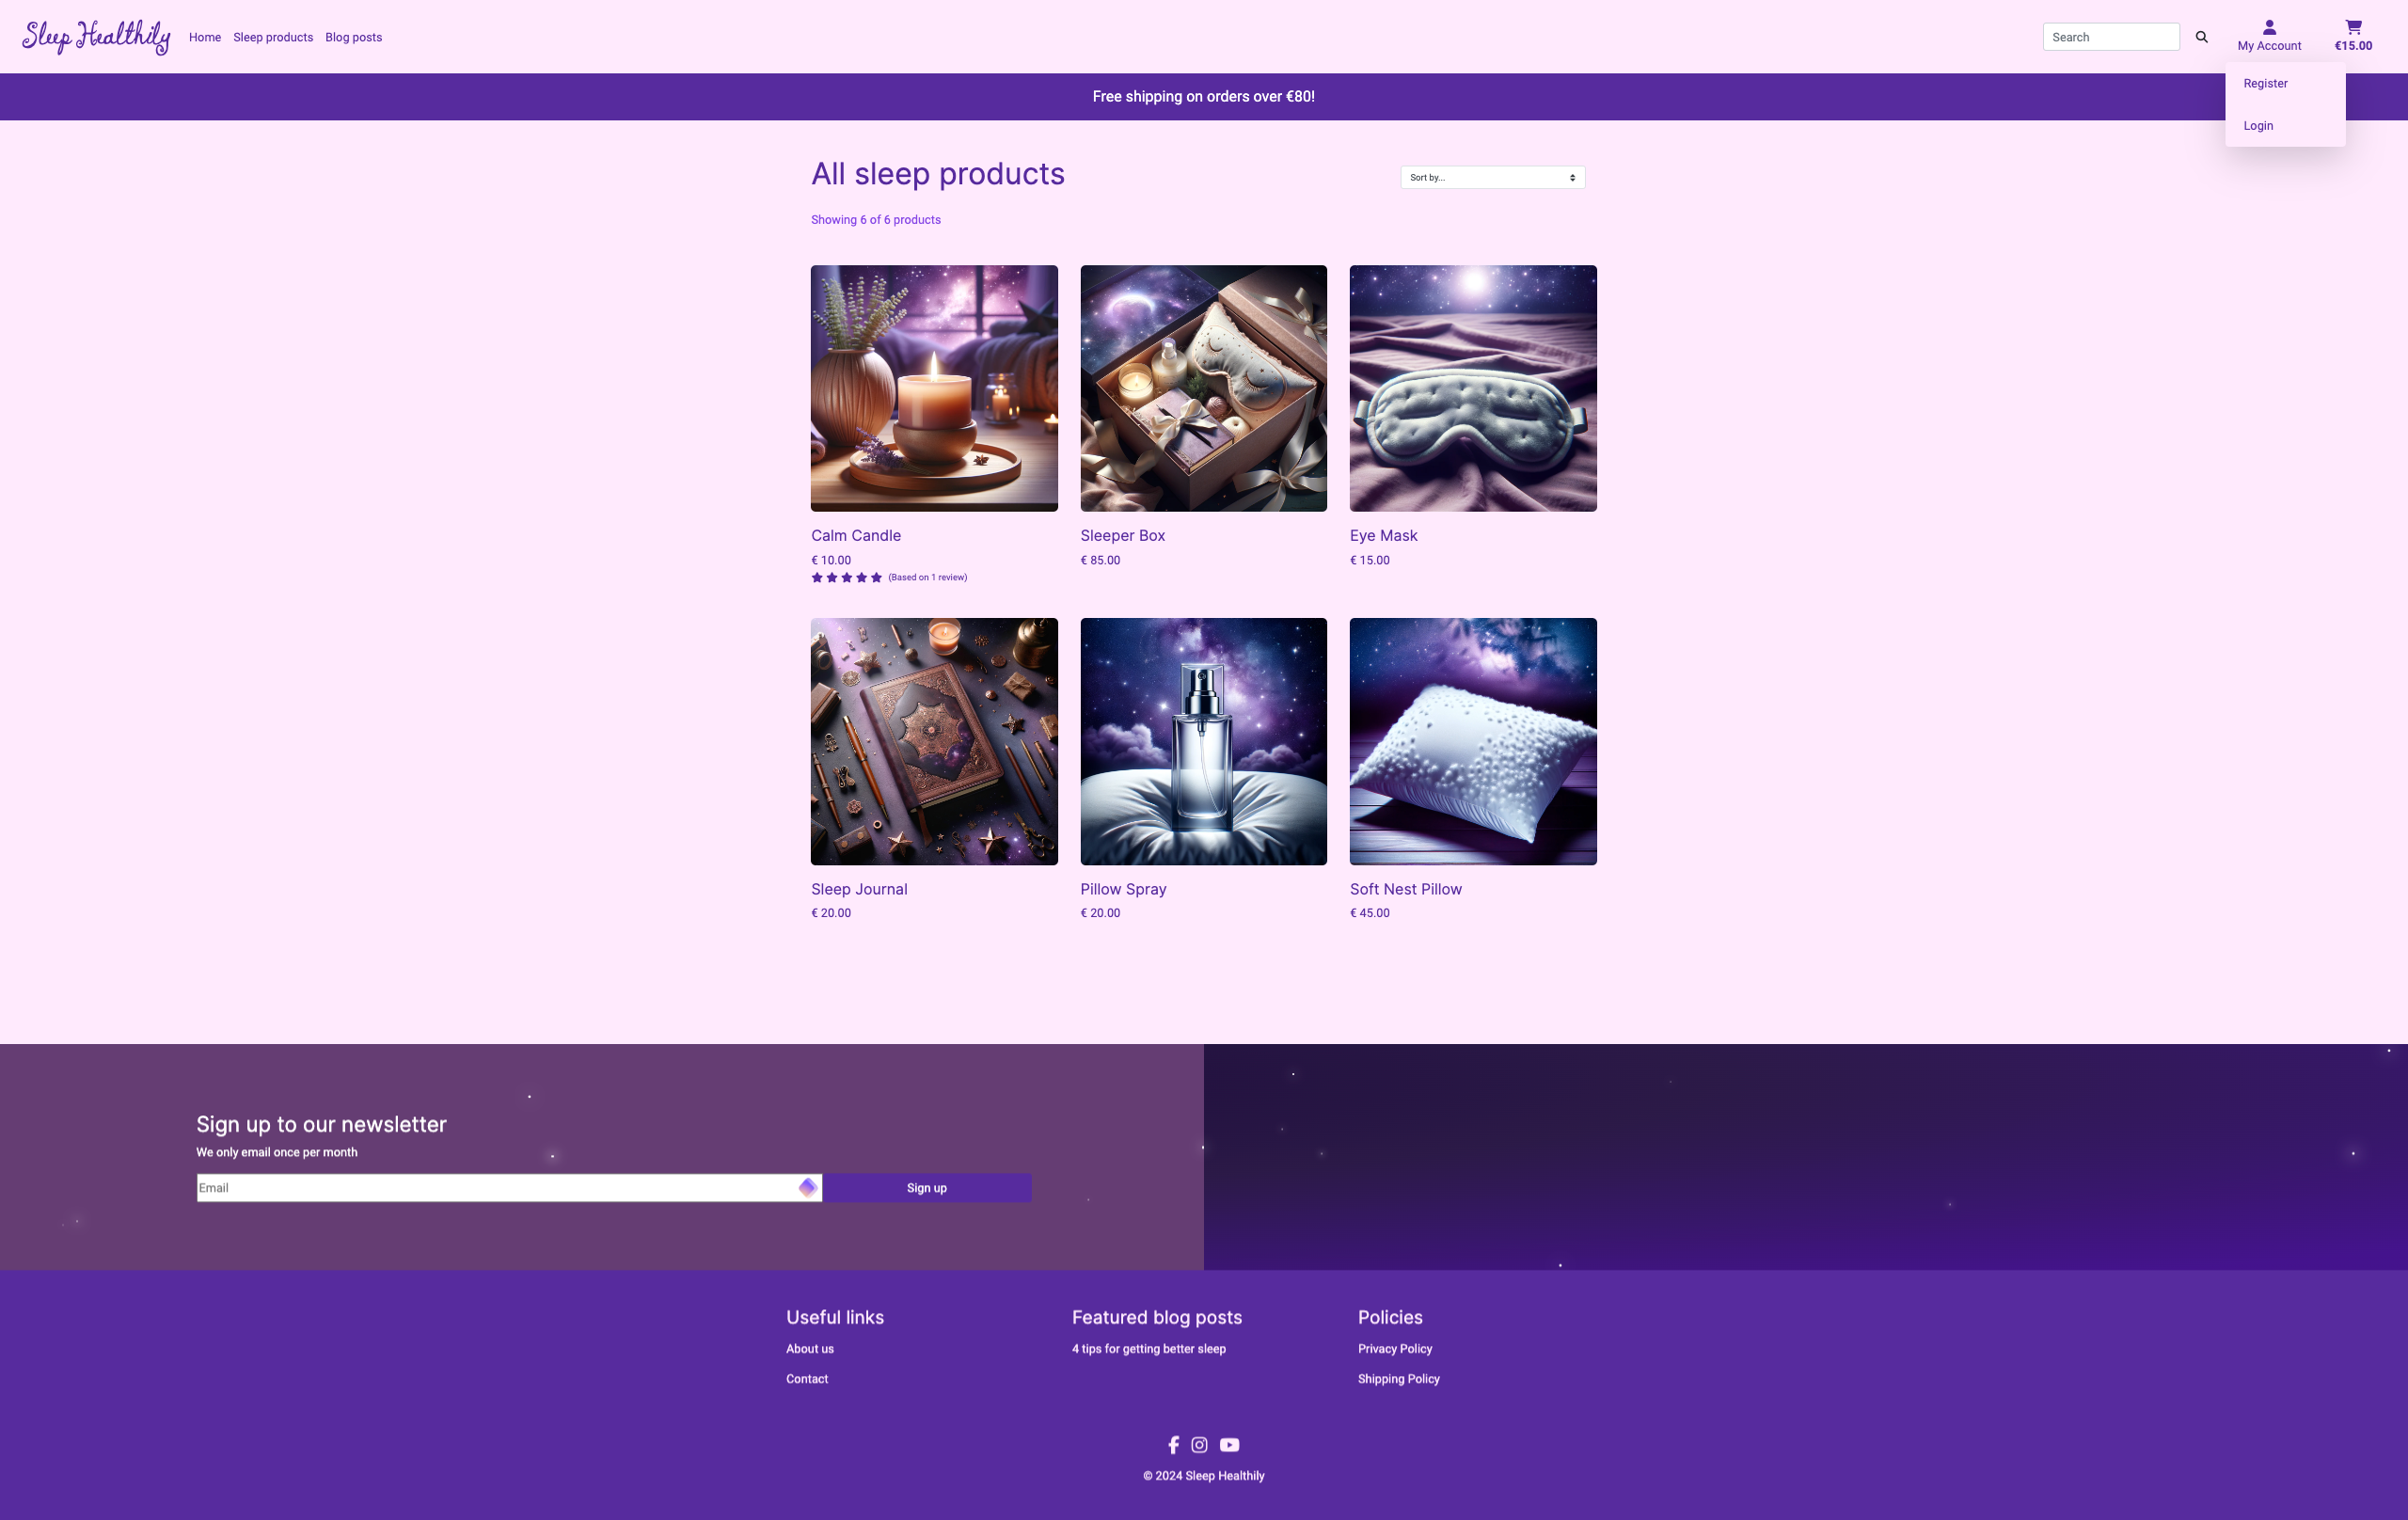 Sleep Healthily
Home Sleep products Blog posts
Search
My Account
€15.00
Register
Login
Free shipping on orders over €80!
All sleep products
Sort by...
Showing 6 of 6 products
Calm Candle
€ 10.00
(Based on 1 review)
Sleeper Box
€ 85.00
Eye Mask
€ 15.00
Sleep Journal
€ 20.00
Pillow Spray
€ 20.00
Soft Nest Pillow
€ 45.00
Sign up to our newsletter
We only email once per month
Email
Sign up
Useful links
About us
Contact
Featured blog posts
4 tips for getting better sleep
Policies
Privacy Policy
Shipping Policy
© 2024 Sleep Healthily